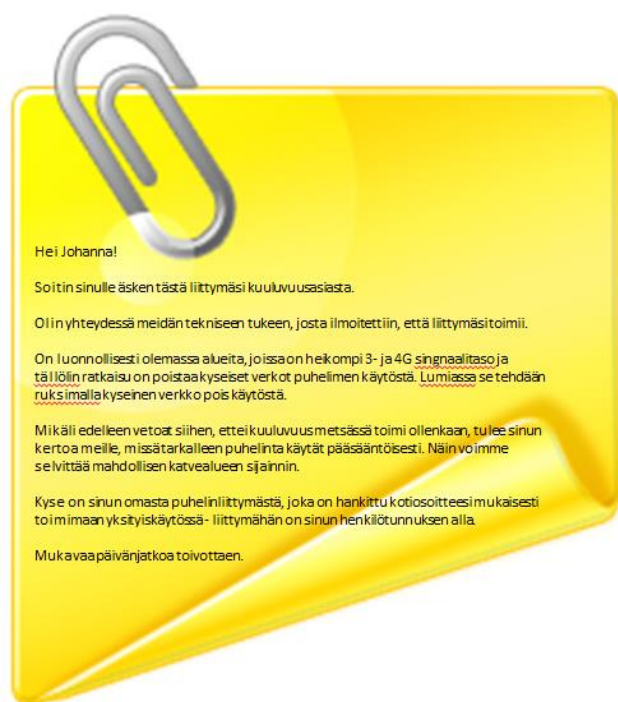 Hei Johanna!
Soitin sinulle äsken tästä liittymäsi kuuluvuusasiasta.
Olin yhteydessä meidän tekniseen tukeen, josta ilmoitettiin, että liittymäsi toimii.
On luonnollisesti olemassa alueita, joissa on heikompi 3- ja 4G singnaalitaso ja
tällölin ratkaisu on poistaa kyseiset verkot puhelimen käytöstä. Lumiassa se tehdään
ruksimalla kyseinen verkko pois käytöstä.
Mikäli edelleen vetoat siihen, ettei kuuluvuus metsässä toimi ollenkaan, tulee sinun
kertoa meille, missä tarkalleen puhelinta käytät pääsääntöisesti. Näin voimme
selvittää mahdollisen katvealueen sijainnin.
Kyse on sinun omasta puhelinliittymästä, joka on hankittu kotiosoitteesi mukaisesti
toimimaan yksityiskäytössä- liittymähän on sinun henkilötunnuksen alla.
Mukavaa päivänjatkoa toivottaen.